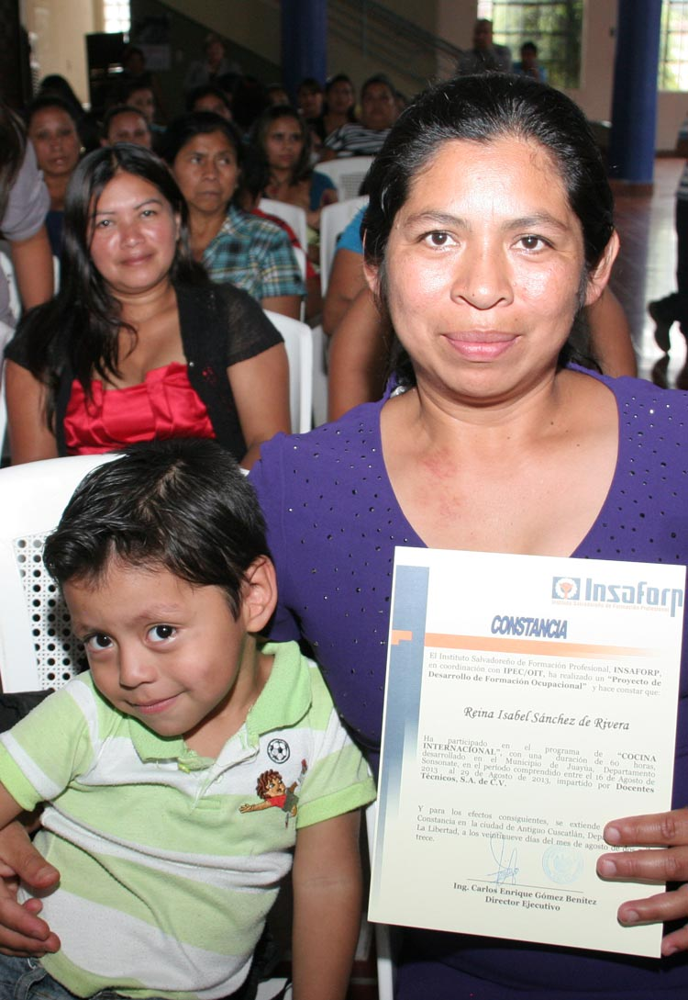 Insaforp
Instituto Salvadoreño de Formación Profesional
CONSTANCIA
El Instituto Salvadoreño de Formación Profesional, INSAFORP,
en coordinación con IPEC/OIT, ha realizado un "Proyecto de
Desarrollo de Formación Ocupacional" y hace constar que:
Reina Isabel Sánchez de Rivera
Ha participado en el programa de "COCINA
INTERNACIONAL", con una duración de 60 horas,
desarrollado en el Municipio de Juayúa, Departamento
Sonsonate, en el período comprendido entre el 16 de Agosto
2013 al 29 de Agosto de 2013, impartido por Docentes
Técnicos, S.A. de C.V.
Y para los efectos consiguientes, se extiende
Constancia en la ciudad de Antiguo Cuscatlán,
La Libertad, a los veintinueve días del mes de agosto de
trece.
Ing. Carlos Enrique Gómez Benítez
Director Ejecutivo